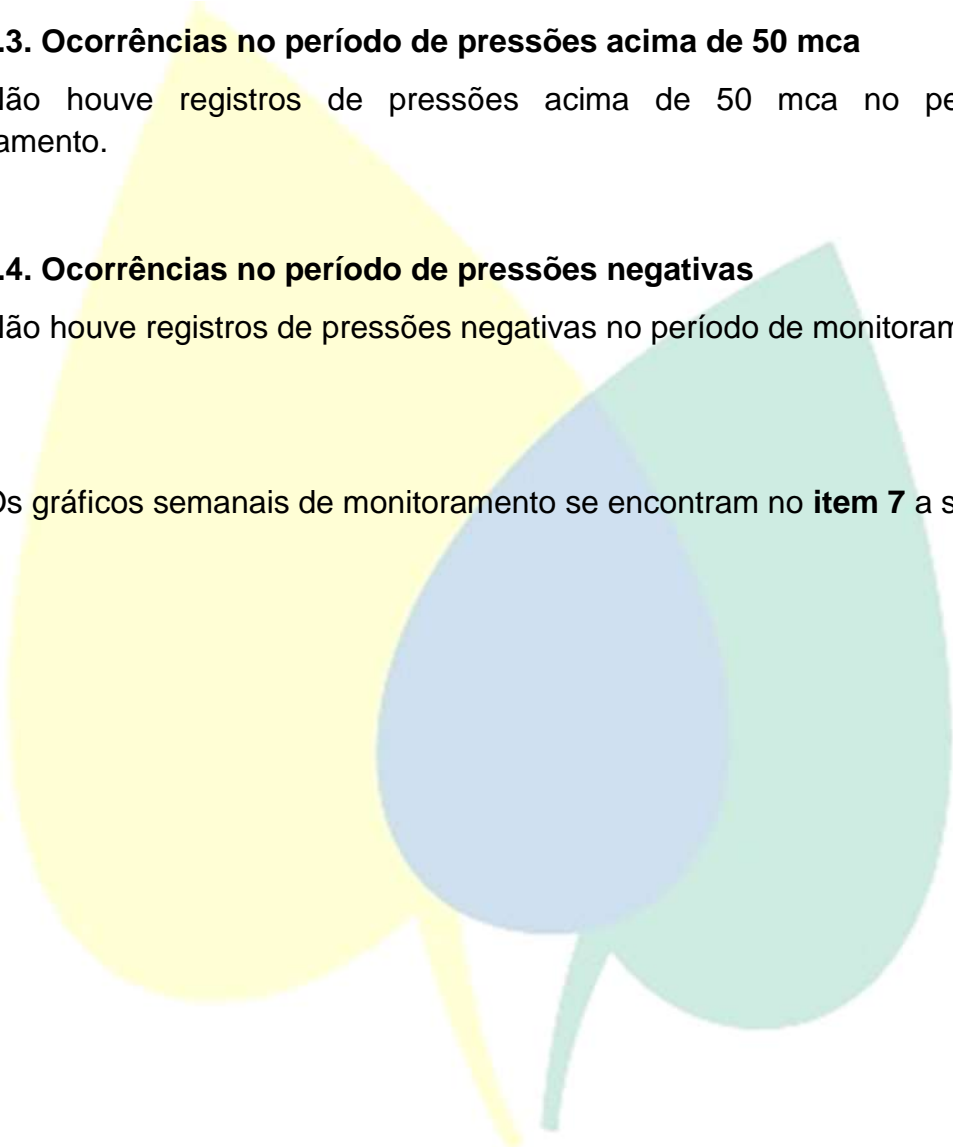 .3. Ocorrências no período de pressões acima de 50 mca
ão houve registros de pressões acima de 50 mca no pe
amento.
.4. Ocorrências no período de pressões negativas
ão houve registros de pressões negativas no período de monitoram
Os gráficos semanais de monitoramento se encontram no item 7 a s